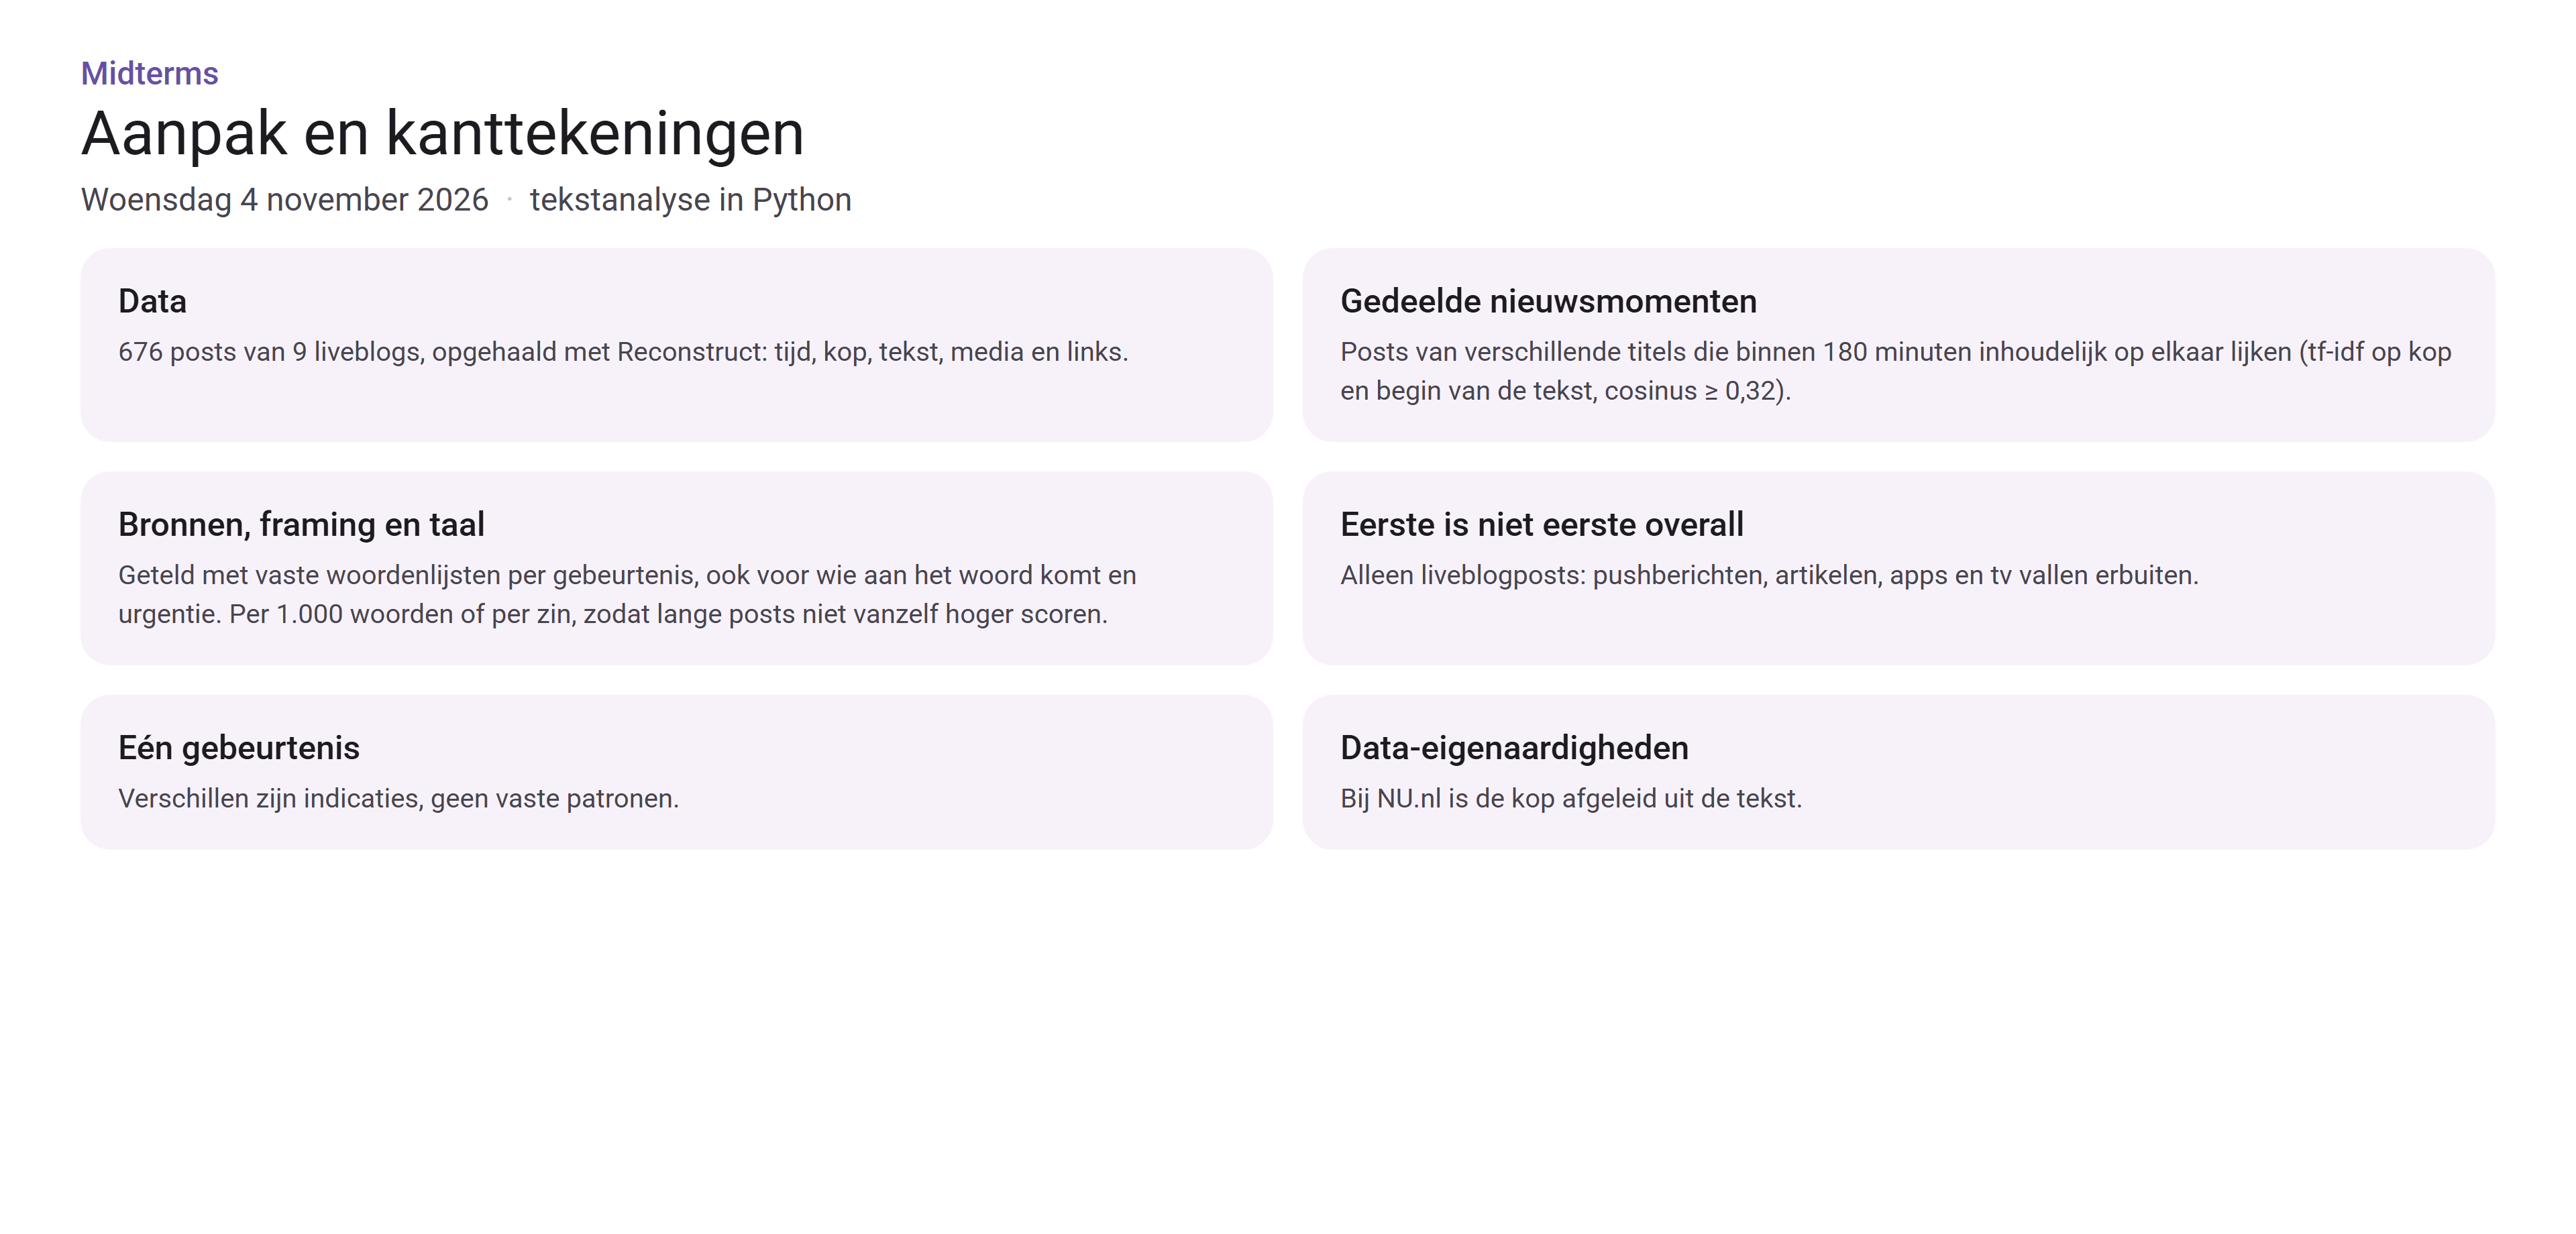 Midterms
Aanpak en kanttekeningen
Woensdag 4 november 2026 · tekstanalyse in Python
Data
676 posts van 9 liveblogs, opgehaald met Reconstruct: tijd, kop, tekst, media en links.
Gedeelde nieuwsmomenten
Posts van verschillende titels die binnen 180 minuten inhoudelijk op elkaar lijken (tf-idf op kop
en begin van de tekst, cosinus ≥ 0,32).
Bronnen, framing en taal
Geteld met vaste woordenlijsten per gebeurtenis, ook voor wie aan het woord komt en
urgentie. Per 1.000 woorden of per zin, zodat lange posts niet vanzelf hoger scoren.
Eerste is niet eerste overall
Alleen liveblogposts: pushberichten, artikelen, apps en tv vallen erbuiten.
Eén gebeurtenis
Verschillen zijn indicaties, geen vaste patronen.
Data-eigenaardigheden
Bij NU.nl is de kop afgeleid uit de tekst.